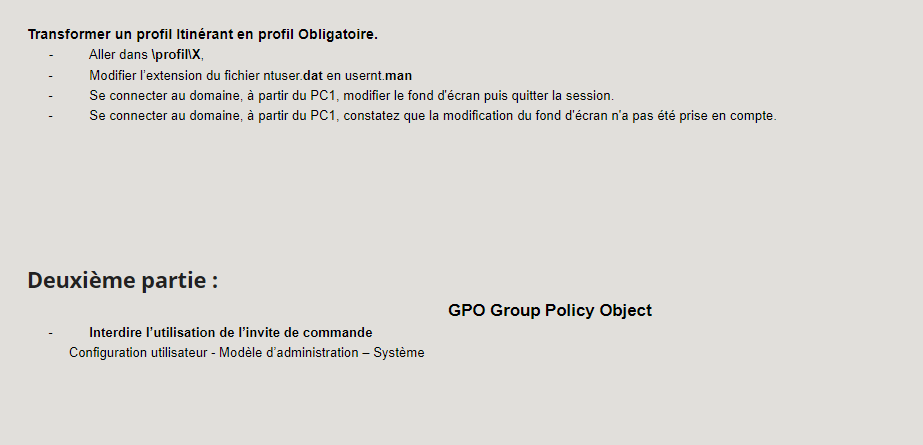 Transformer un profil Itinérant en profil Obligatoire.
- Aller dans \profil\X,
- Modifier l'extension du fichier ntuser.dat en usernt.man
- Se connecter au domaine, à partir du PC1, modifier le fond d'écran puis quitter la session.
- Se connecter au domaine, à partir du PC1, constatez que la modification du fond d'écran n'a pas été prise en compte.
Deuxième partie :
GPO Group Policy Object
- Interdire l'utilisation de l'invite de commande
Configuration utilisateur - Modèle d'administration – Système